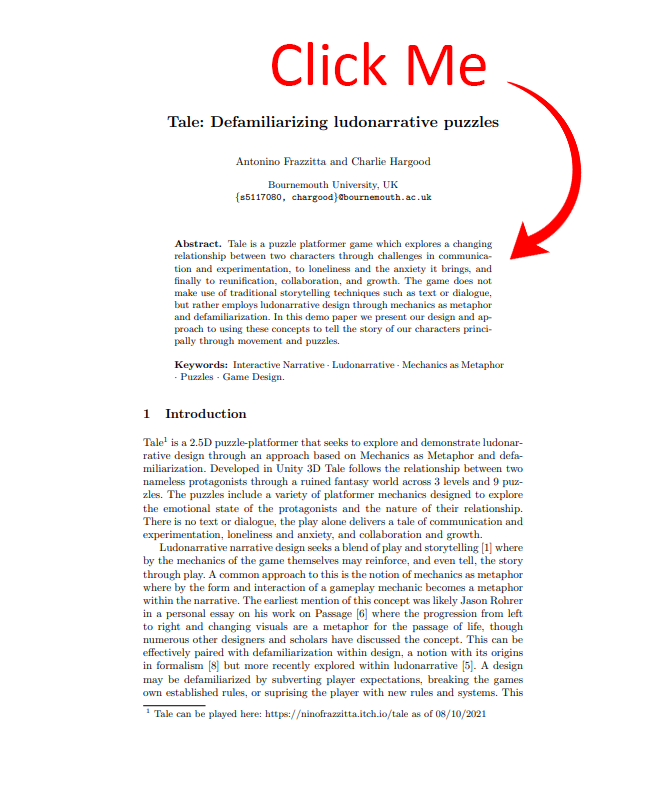 Click Me
Tale: Defamiliarizing ludonarrative puzzles
Antonino Frazzitta and Charlie Hargood
Bournemouth University, UK
{s5117080, chargood}@bournemouth.ac.uk
Abstract. Tale is a puzzle platformer game which explores a changing
relationship between two characters through challenges in communica-
tion and experimentation, to loneliness and the anxiety it brings, and
finally to reunification, collaboration, and growth. The game does not
make use of traditional storytelling techniques such as text or dialogue,
but rather employs ludonarrative design through mechanics as metaphor
and defamiliarization. In this demo paper we present our design and ap-
proach to using these concepts to tell the story of our characters princi-
pally through movement and puzzles.
Keywords: Interactive Narrative · Ludonarrative · Mechanics as Metaphor
· Puzzles · Game Design.
1 Introduction
Tale¹ is a 2.5D puzzle-platformer that seeks to explore and demonstrate ludonar-
rative design through an approach based on Mechanics as Metaphor and defa-
miliarization. Developed in Unity 3D Tale follows the relationship between two
nameless protagonists through a ruined fantasy world across 3 levels and 9 puz-
zles. The puzzles include a variety of platformer mechanics designed to explore
the emotional state of the protagonists and the nature of their relationship.
There is no text or dialogue, the play alone delivers a tale of communication and
experimentation, loneliness and anxiety, and collaboration and growth.
Ludonarrative narrative design seeks a blend of play and storytelling [1] where
by the mechanics of the game themselves may reinforce, and even tell, the story
through play. A common approach to this is the notion of mechanics as metaphor
where by the form and interaction of a gameplay mechanic becomes a metaphor
within the narrative. The earliest mention of this concept was likely Jason Rohrer
in a personal essay on his work on Passage [6] where the progression from left
to right and changing visuals are a metaphor for the passage of life, though
numerous other designers and scholars have discussed the concept. This can be
effectively paired with defamiliarization within design, a notion with its origins
in formalism [8] but more recently explored within ludonarrative [5]. A design
may be defamiliarized by subverting player expectations, breaking the games
own established rules, or suprising the player with new rules and systems. This
¹ Tale can be played here: https://ninofrazzitta.itch.io/tale as of 08/10/2021